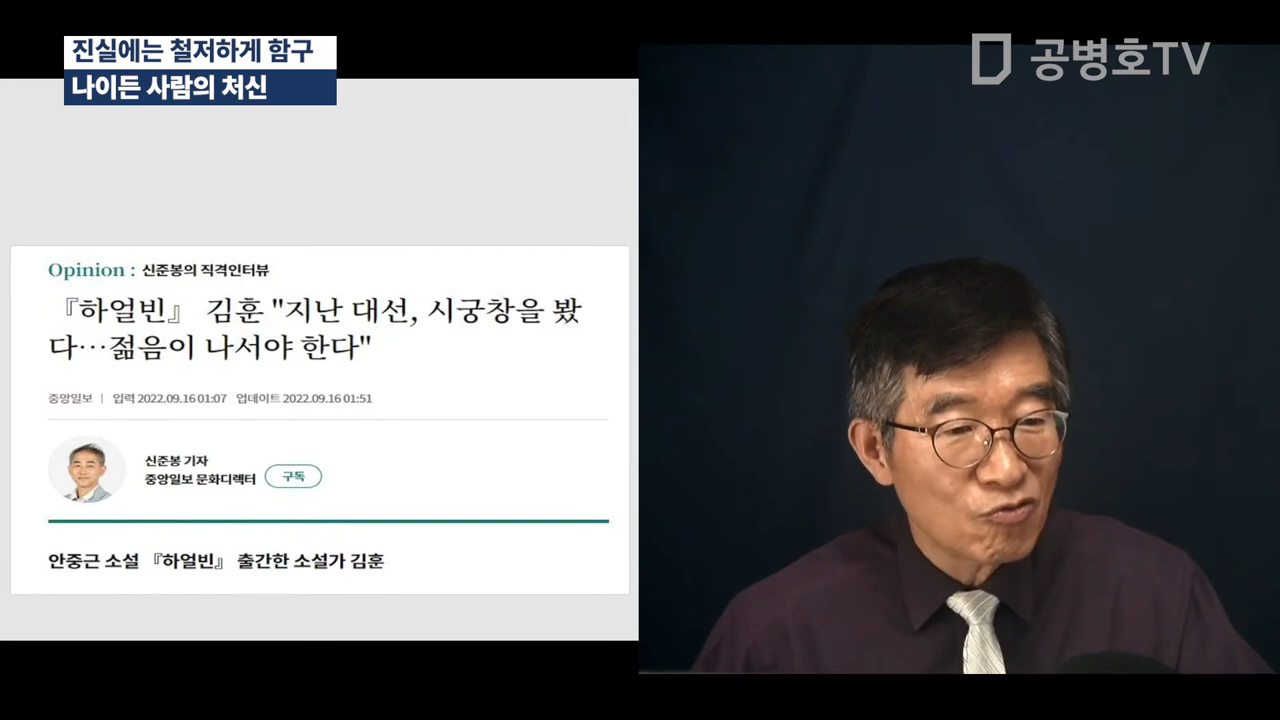 진실에는 철저하게 함구
나이든 사람의 처신
공병호TV
Opinion : 신준봉의 직격인터뷰
『하얼빈』 김훈 "지난 대선, 시궁창을 봤
다…젊음이 나서야 한다"
중앙일보 | 입력 2022.09.16 01:07 업데이트 2022.09.16 01:51
신준봉 기자
중앙일보 문화디렉터 구독
안중근 소설 『하얼빈』 출간한 소설가 김훈